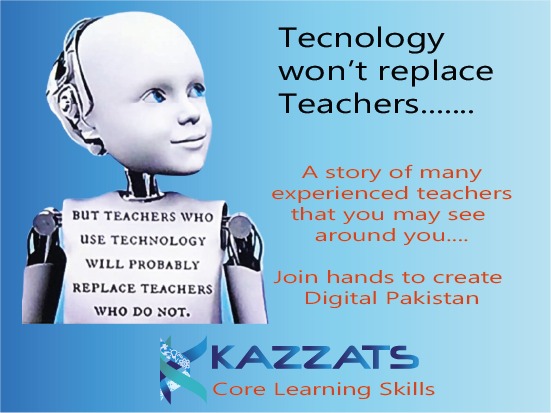 Tecnology
won't replace
Teachers.......
BUT TEACHERS WHO
USE TECHNOLOGY
WILL PROBABLY
REPLACE TEACHERS
WHO DO NOT.
A story of many
experienced teachers
that you may see
around you....
Join hands to create
Digital Pakistan
KAZZATS
Core Learning Skills